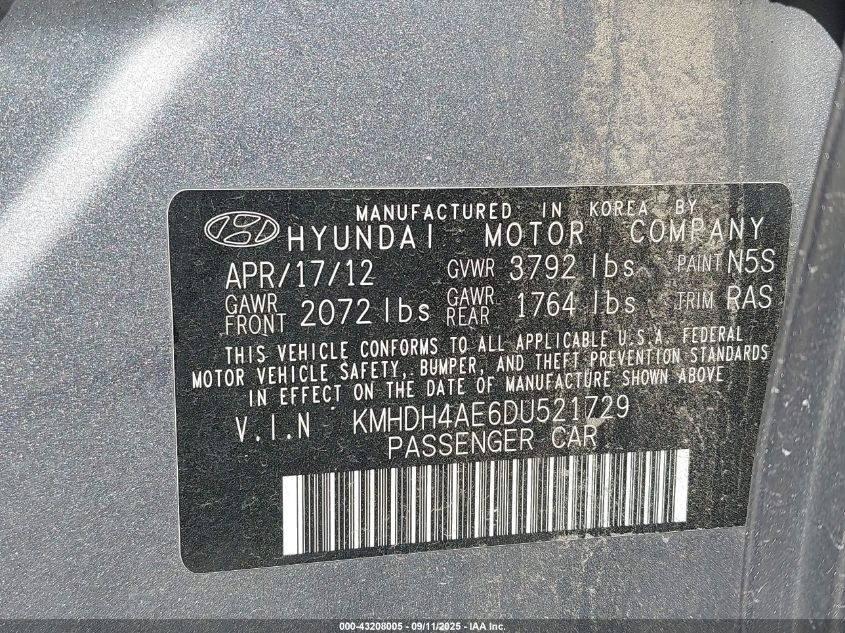 MANUFACTURED IN KOREA BY
HYUNDAI MOTOR COMPANY
APR/17/12 GVWR 3792 lbs PAINT N5S
GAWR FRONT 2072 lbs GAWR REAR 1764 lbs TRIM RAS
THIS VEHICLE CONFORMS TO ALL APPLICABLE U.S.A. FEDERAL
MOTOR VEHICLE SAFETY, BUMPER, AND THEFT PREVENTION STANDARDS
IN EFFECT ON THE DATE OF MANUFACTURE SHOWN ABOVE
V.I.N KMHDH4AE6DU521729
PASSENGER CAR
000-43208005 - 09/11/2025 - IAA Inc.